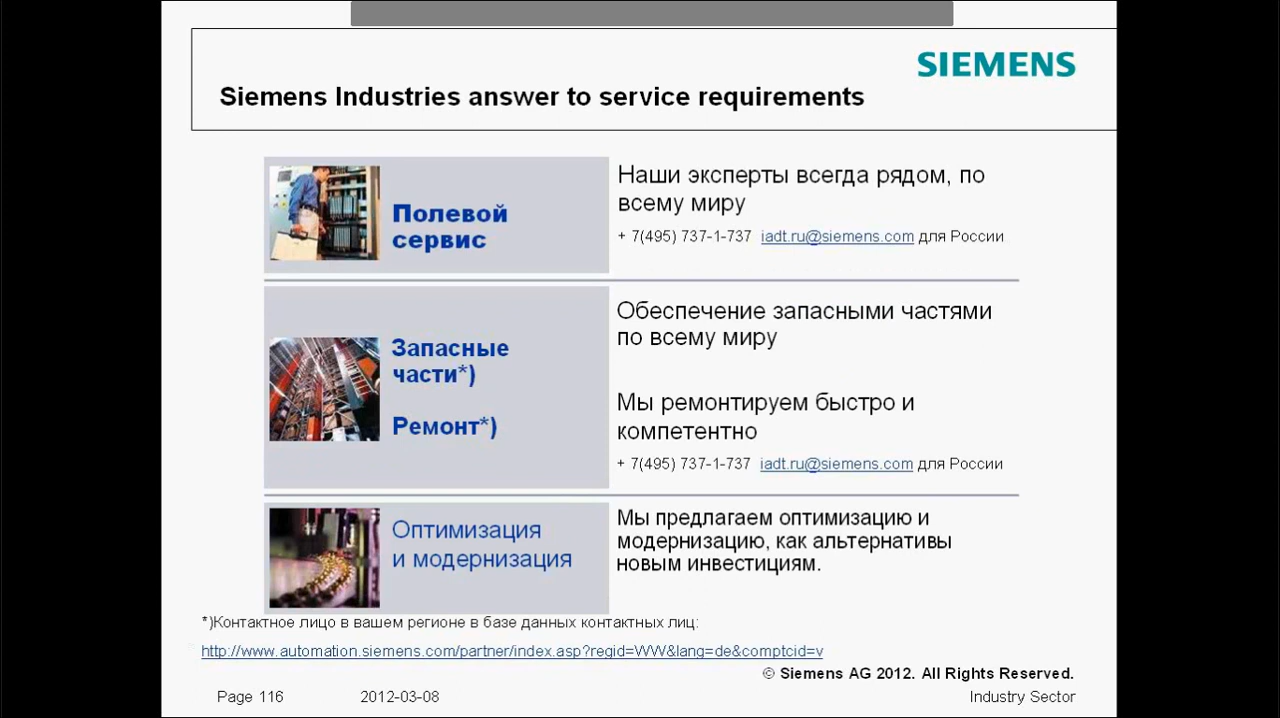 SIEMENS
Siemens Industries answer to service requirements
Полевой
сервис
Наши эксперты всегда рядом, по
всему миру
+ 7(495) 737-1-737 iadt.ru@siemens.com для России
Запасные
части*)
Ремонт*)
Обеспечение запасными частями
по всему миру
Мы ремонтируем быстро и
компетентно
+ 7(495) 737-1-737 iadt.ru@siemens.com для России
Оптимизация
и модернизация
Мы предлагаем оптимизацию и
модернизацию, как альтернативы
новым инвестициям.
*)Контактное лицо в вашем регионе в базе данных контактных лиц:
http://www.automation.siemens.com/partner/index.asp?regid=WW&lang=de&comptcid=v
© Siemens AG 2012. All Rights Reserved.
Page 116 2012-03-08 Industry Sector